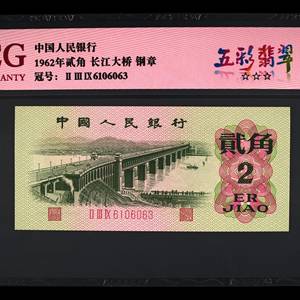 CG
RANTY
中国人民银行
1962年贰角 长江大桥 钢章
冠号: II III IX 6106063
五彩翡翠
☆☆☆
中國人民銀行
II III IX 6106063
貳角
2
ER
JIAO